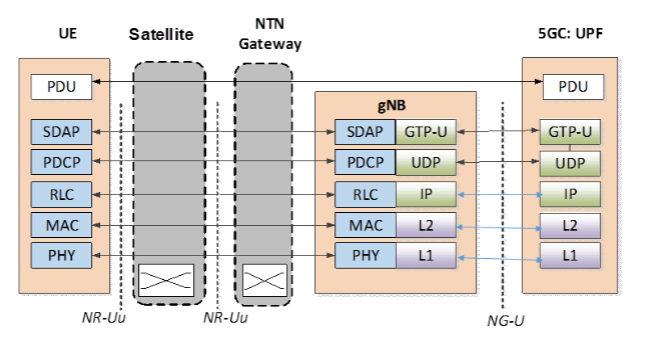 UE
Satellite
NTN
Gateway
5GC: UPF
PDU
PDU
gNB
SDAP
SDAP
GTP-U
GTP-U
PDCP
PDCP
UDP
UDP
RLC
RLC
IP
IP
MAC
MAC
L2
L2
PHY
PHY
L1
L1
NR-Uu
NR-Uu
NG-U